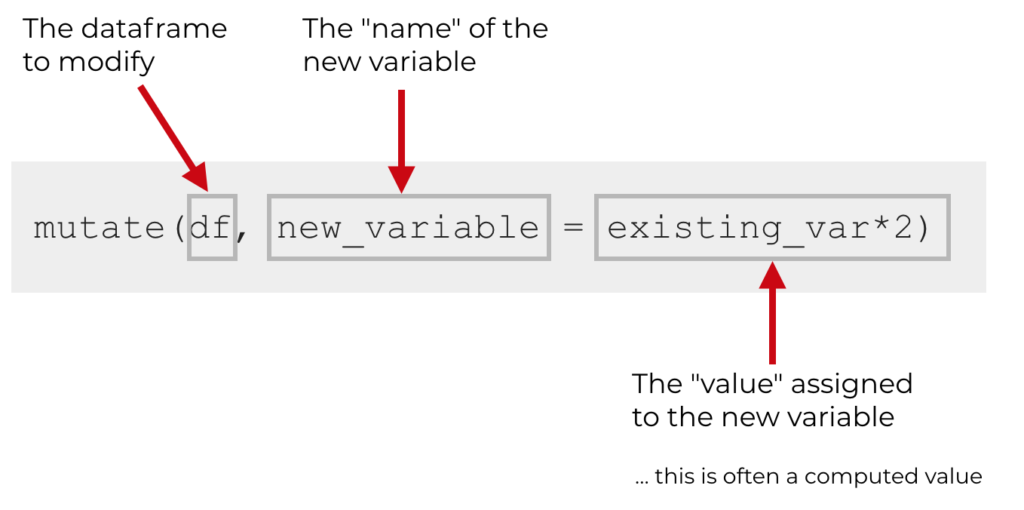 The dataframe
to modify
The "name" of the
new variable
mutate(df, new_variable = existing_var*2)
The "value" assigned
to the new variable
... this is often a computed value